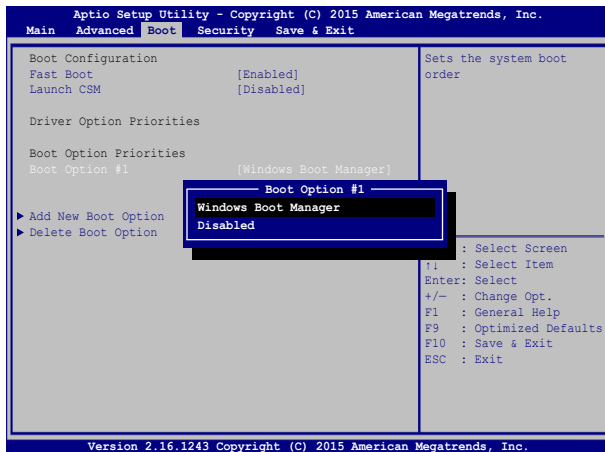 Aptio Setup Utility - Copyright (C) 2015 American Megatrends, Inc.
Main Advanced Boot Security Save & Exit
Boot Configuration
Fast Boot [Enabled]
Launch CSM [Disabled]
Driver Option Priorities
Boot Option Priorities
Boot Option #1 [Windows Boot Manager]
Add New Boot Option
Delete Boot Option
Boot Option #1
Windows Boot Manager
Disabled
Sets the system boot
order
: Select Screen
↑↓ : Select Item
Enter: Select
+/— : Change Opt.
F1 : General Help
F9 : Optimized Defaults
F10 : Save & Exit
ESC : Exit
Version 2.16.1243 Copyright (C) 2015 American Megatrends, Inc.